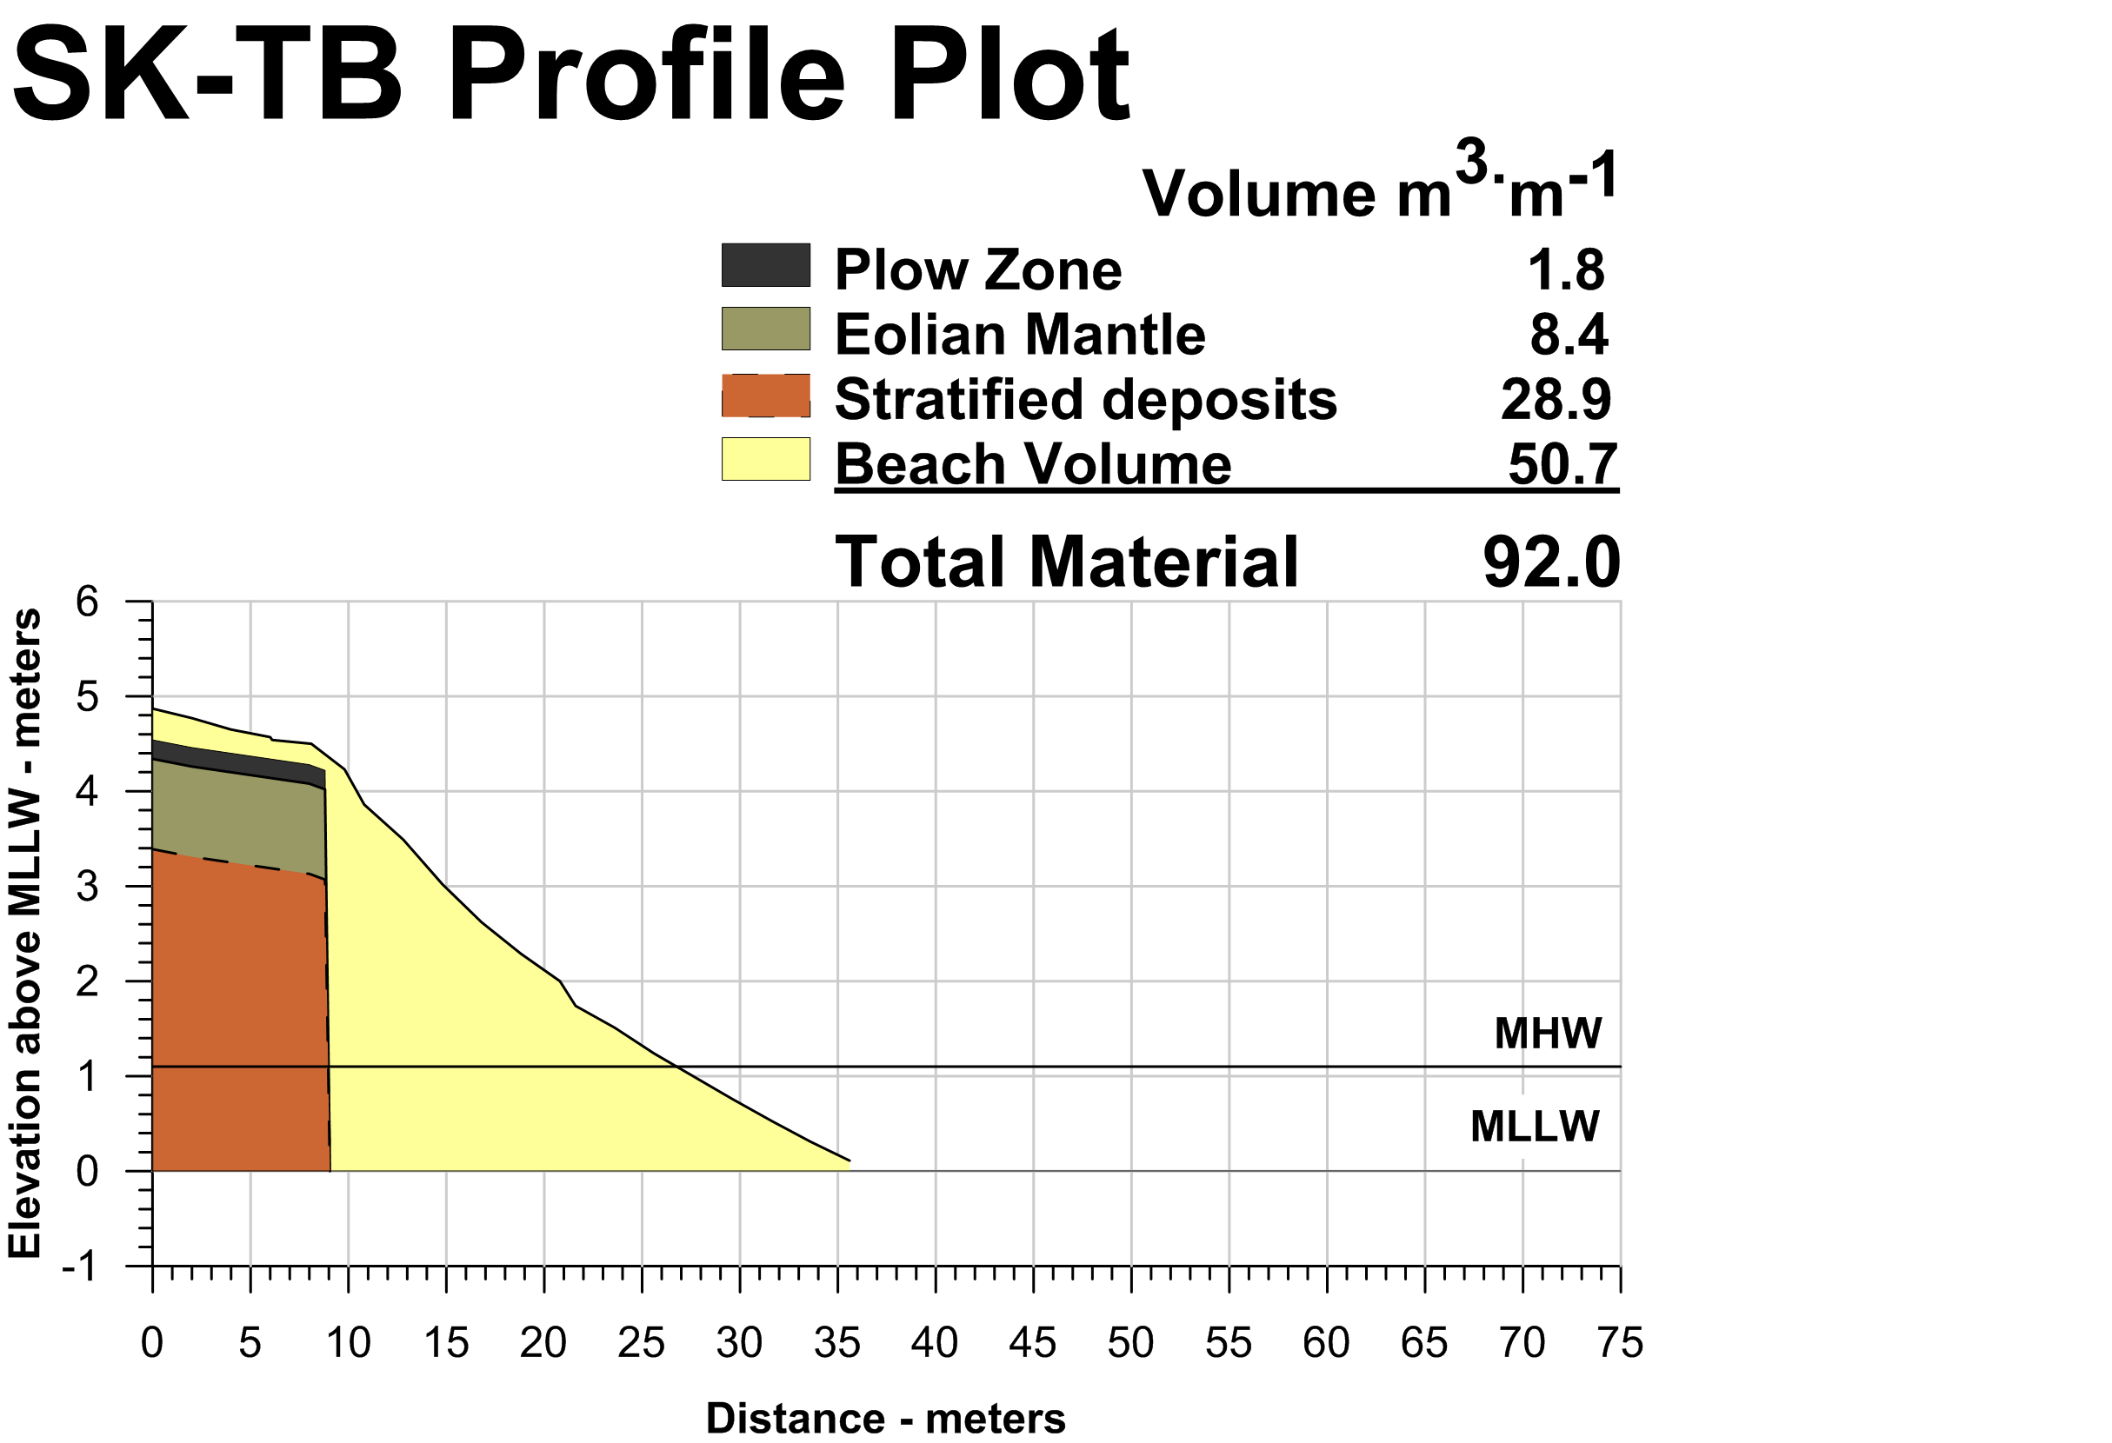 SK-TB Profile Plot
Volume m³·m-1
Plow Zone 1.8
Eolian Mantle 8.4
Stratified deposits 28.9
Beach Volume 50.7
Total Material 92.0
Elevation above MLLW - meters
6
5
4
3
2
1
0
-1
MHW
MLLW
0 5 10 15 20 25 30 35 40 45 50 55 60 65 70 75
Distance - meters